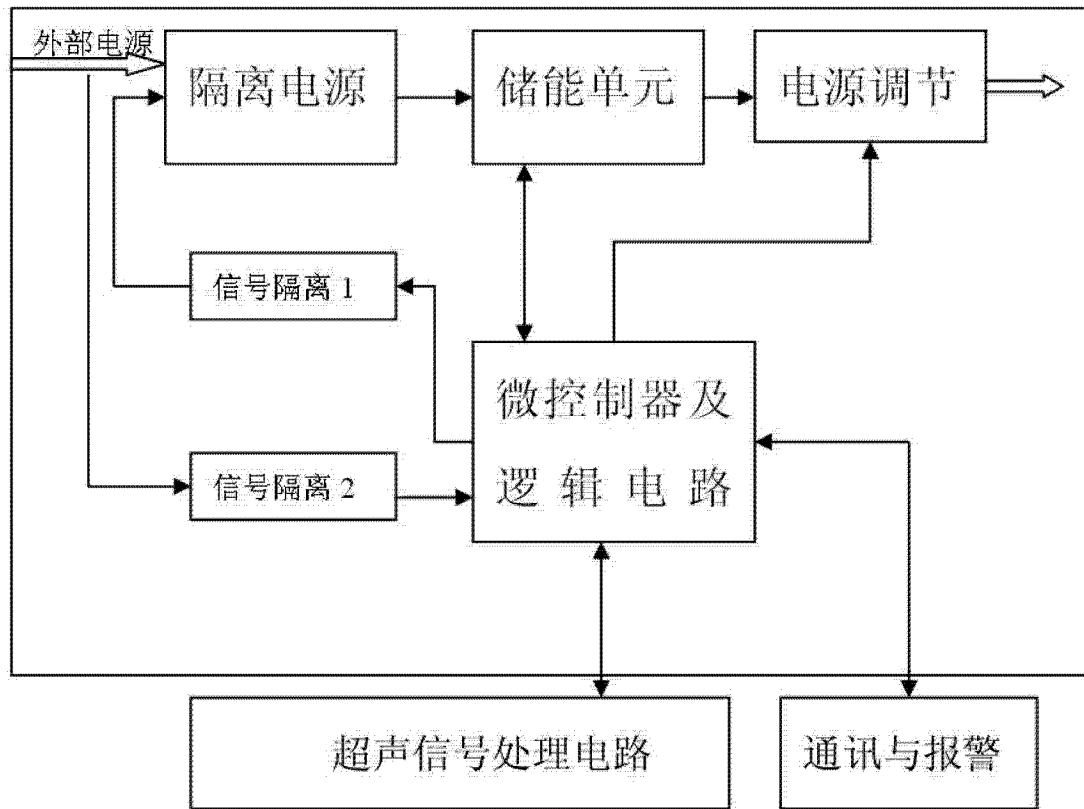 外部电源
隔离电源
储能单元
电源调节
信号隔离 1
微控制器及
逻辑电路
信号隔离 2
超声信号处理电路
通讯与报警